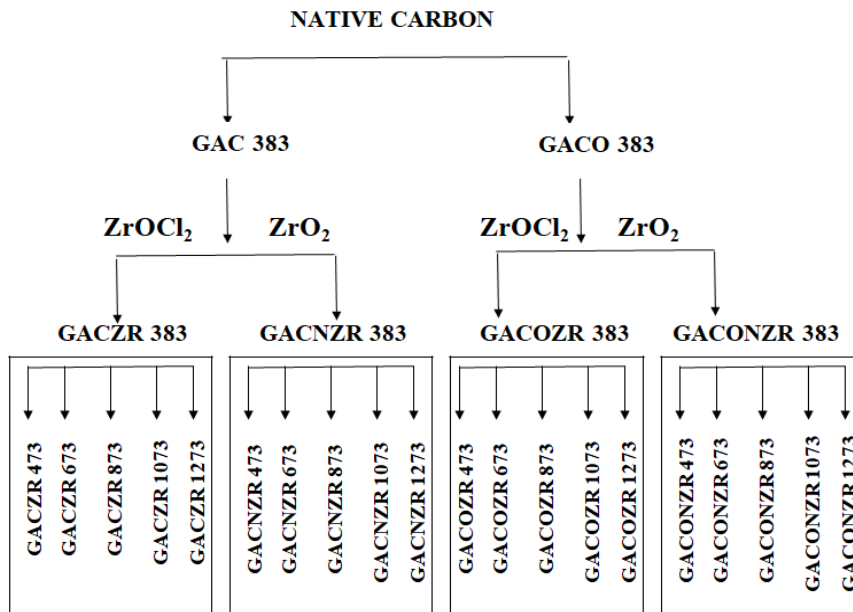 NATIVE CARBON
GAC 383 GACO 383
ZrOCl₂ ZrO₂ ZrOCl₂ ZrO₂
GACZR 383 GACNZR 383 GACOZR 383 GACONZR 383
GACZR 473
GACZR 673
GACZR 873
GACZR 1073
GACZR 1273
GACNZR 473
GACNZR 673
GACNZR 873
GACNZR 1073
GACNZR 1273
GACOZR 473
GACOZR 673
GACOZR 873
GACOZR 1073
GACOZR 1273
GACONZR 473
GACONZR 673
GACONZR 873
GACONZR 1073
GACONZR 1273